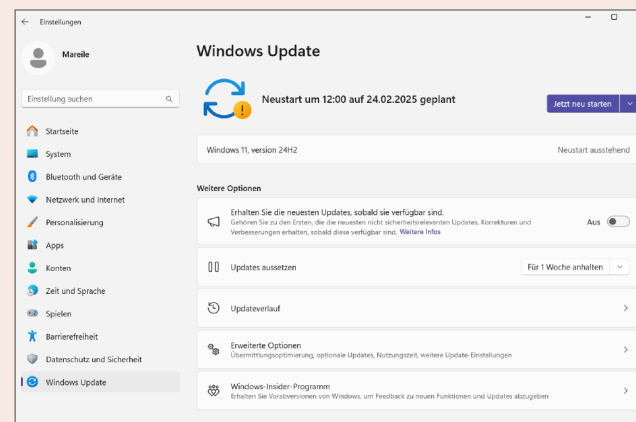 Einstellungen
Mareile
Einstellung suchen
Startseite
System
Bluetooth und Geräte
Netzwerk und Internet
Personalisierung
Apps
Konten
Zeit und Sprache
Spielen
Barrierefreiheit
Datenschutz und Sicherheit
Windows Update
Windows Update
Neustart um 12:00 auf 24.02.2025 geplant
Jetzt neu starten
Windows 11, version 24H2
Neustart ausstehend
Weitere Optionen
Erhalten Sie die neuesten Updates, sobald sie verfügbar sind.
Gehören Sie zu den Ersten, die die neuesten nicht sicherheitsrelevanten Updates, Korrekturen und
Verbesserungen erhalten, sobald diese verfügbar sind. Weitere Infos
Aus
Updates aussetzen
Für 1 Woche anhalten
Updateverlauf
Erweiterte Optionen
Übermittlungsoptimierung, optionale Updates, Nutzungszeit, weitere Update-Einstellungen
Windows-Insider-Programm
Erhalten Sie Vorabversionen von Windows, um Feedback zu neuen Funktionen und Updates abzugeben